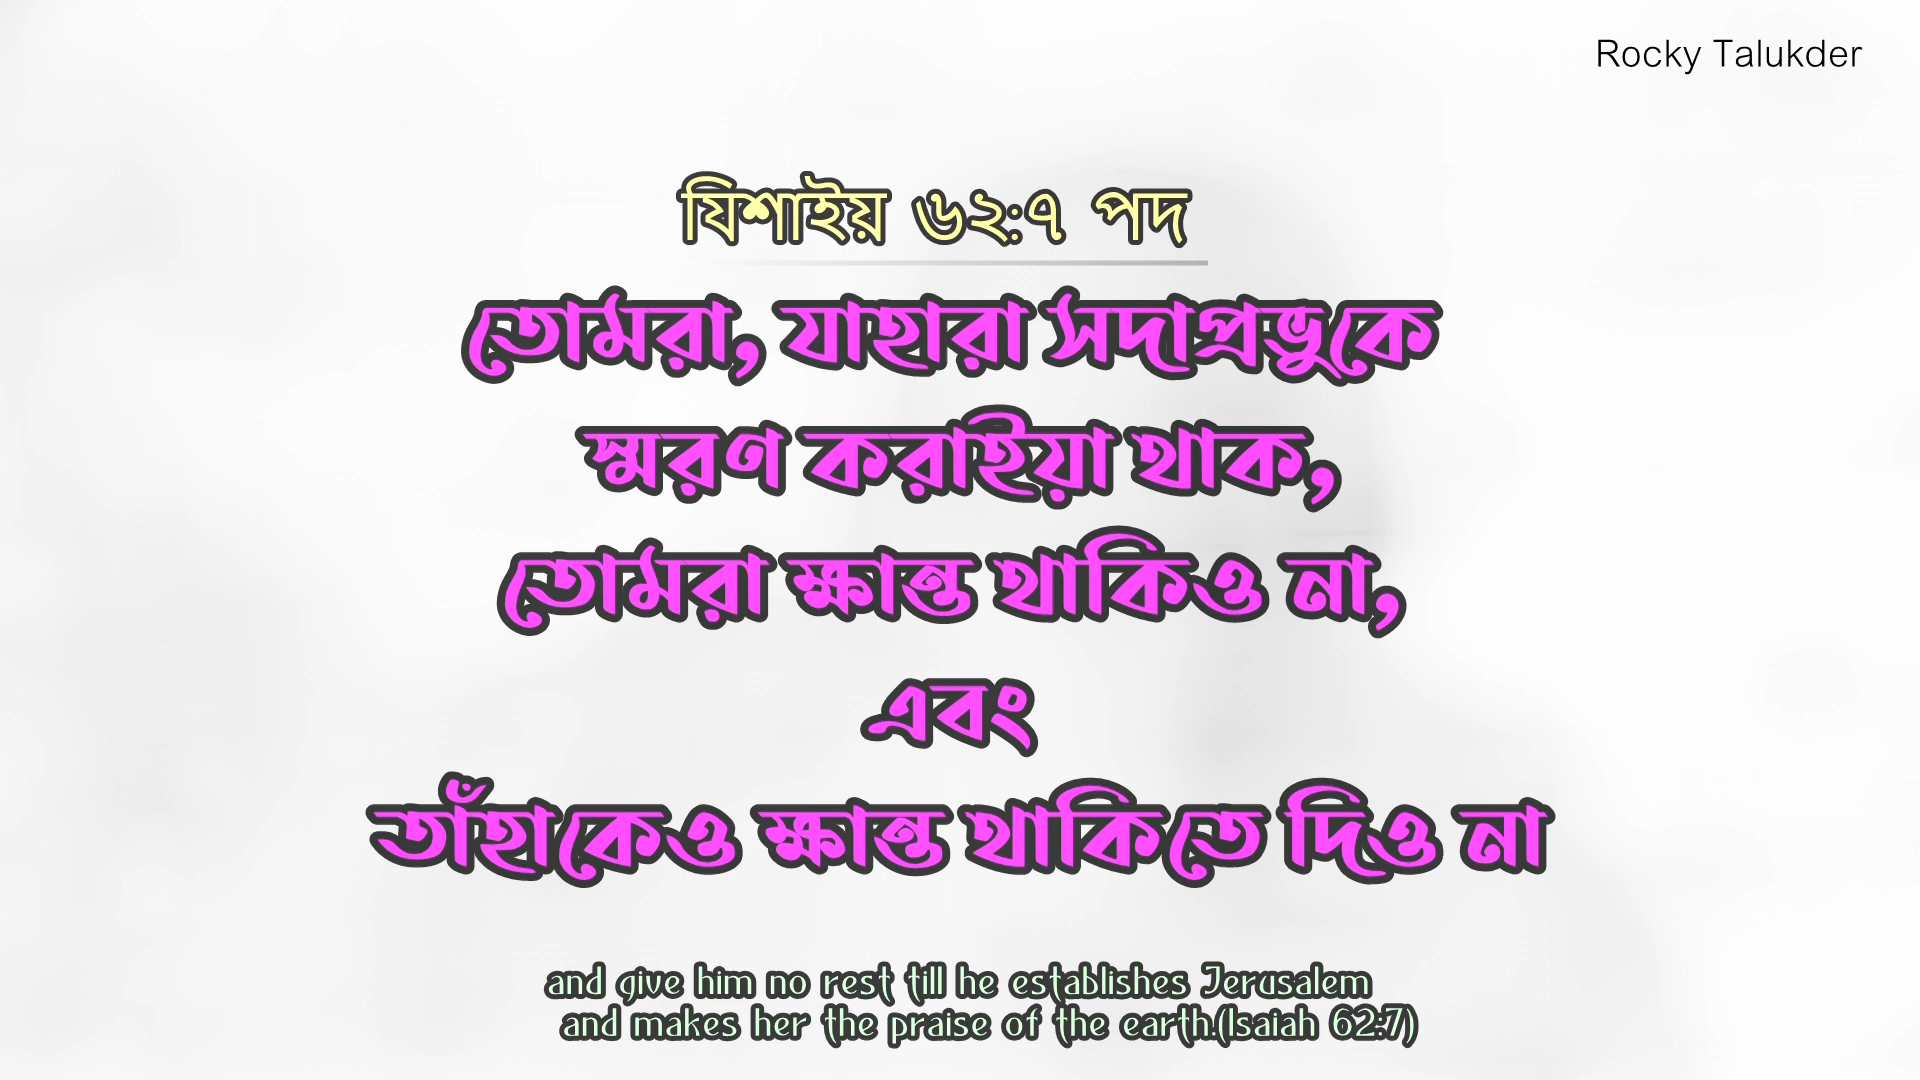 Rocky Talukder
যিশাইয় ৬২:৭ পদ
তোমরা, যাহারা সদাপ্রভুকে
স্মরণ করাইয়া থাক,
তোমরা ক্ষান্ত থাকিও না,
এবং
তাঁহাকেও ক্ষান্ত থাকিতে দিও না
and give him no rest till he establishes Jerusalem
and makes her the praise of the earth.(Isaiah 62:7)